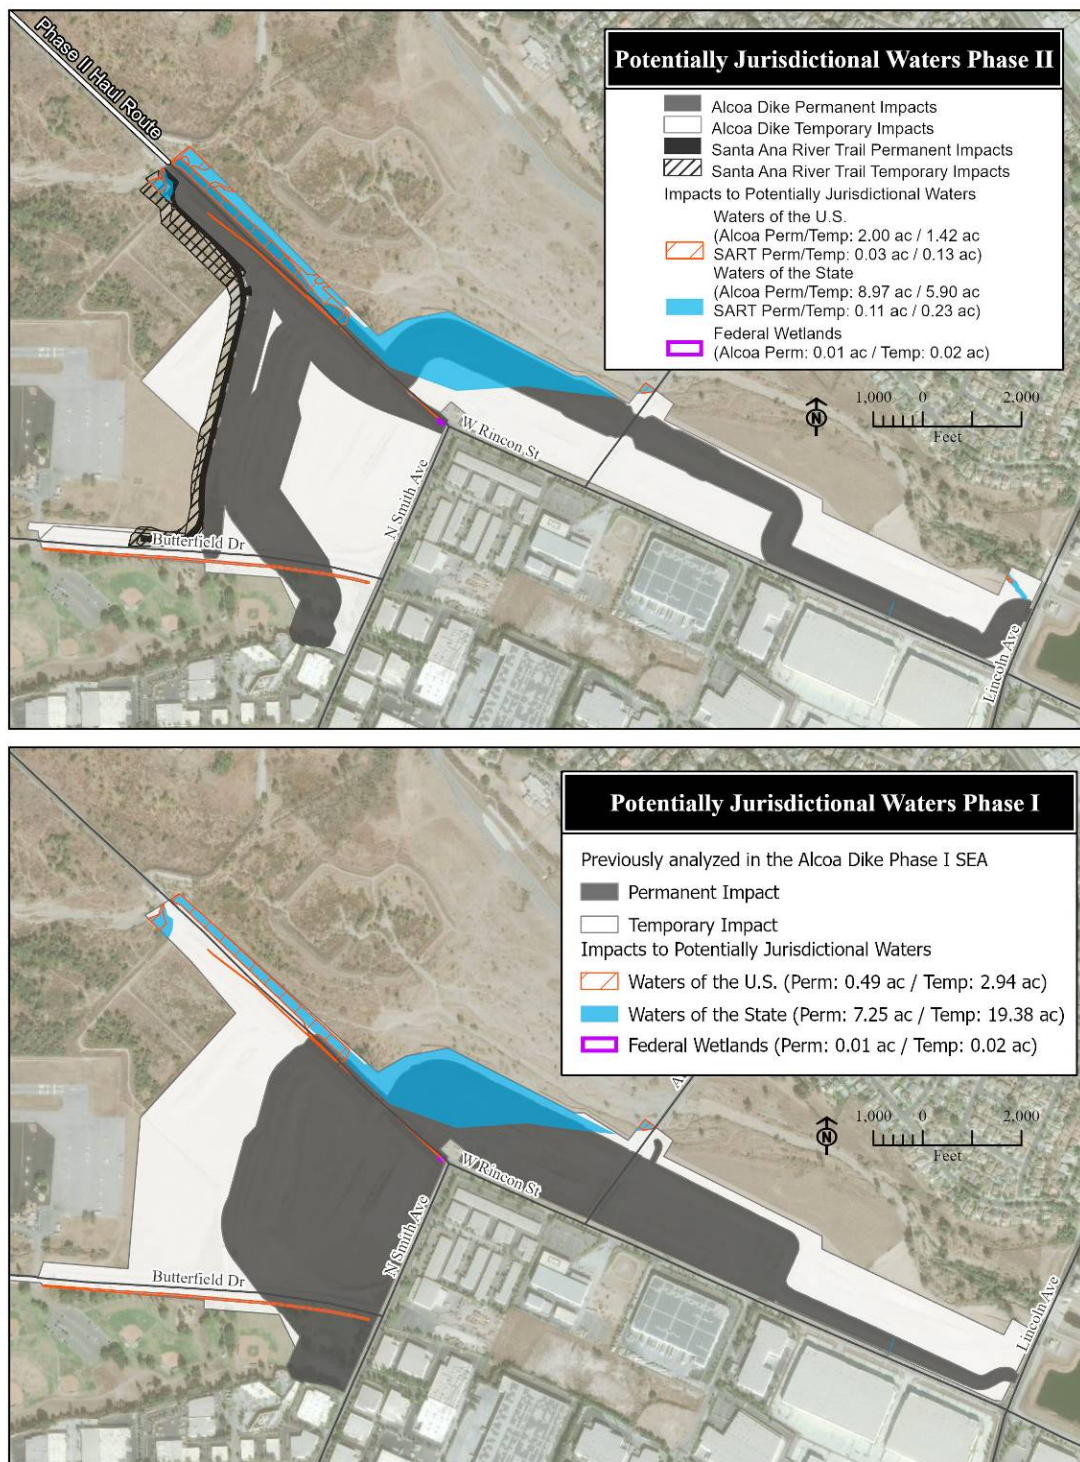 Potentially Jurisdictional Waters Phase II
Alcoa Dike Permanent Impacts
Alcoa Dike Temporary Impacts
Santa Ana River Trail Permanent Impacts
Santa Ana River Trail Temporary Impacts
Impacts to Potentially Jurisdictional Waters
Waters of the U.S.
(Alcoa Perm/Temp: 2.00 ac / 1.42 ac
SART Perm/Temp: 0.03 ac / 0.13 ac)
Waters of the State
(Alcoa Perm/Temp: 8.97 ac / 5.90 ac
SART Perm/Temp: 0.11 ac / 0.23 ac)
Federal Wetlands
(Alcoa Perm: 0.01 ac / Temp: 0.02 ac)
Phase II Haul Route
N
1,000 0 2,000
Feet
W Rincon St
N Smith Ave
Butterfield Dr
Lincoln Ave
Potentially Jurisdictional Waters Phase I
Previously analyzed in the Alcoa Dike Phase I SEA
Permanent Impact
Temporary Impact
Impacts to Potentially Jurisdictional Waters
Waters of the U.S. (Perm: 0.49 ac / Temp: 2.94 ac)
Waters of the State (Perm: 7.25 ac / Temp: 19.38 ac)
Federal Wetlands (Perm: 0.01 ac / Temp: 0.02 ac)
N
1,000 0 2,000
Feet
W Rincon St
N Smith Ave
Butterfield Dr
Lincoln Ave